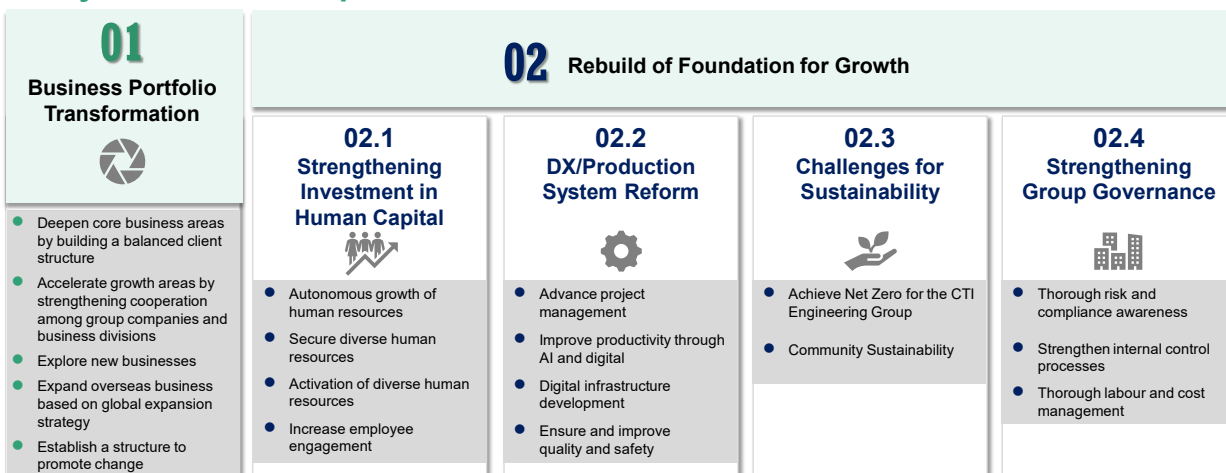 01
Business Portfolio
Transformation
Deepen core business areas
by building a balanced client
structure
Accelerate growth areas by
strengthening cooperation
among group companies and
business divisions
Explore new businesses
Expand overseas business
based on global expansion
strategy
Establish a structure to
promote change
02 Rebuild of Foundation for Growth
02.1
Strengthening
Investment in
Human Capital
Autonomous growth of
human resources
Secure diverse human
resources
Activation of diverse human
resources
Increase employee
engagement
02.2
DX/Production
System Reform
Advance project
management
Improve productivity through
AI and digital
Digital infrastructure
development
Ensure and improve
quality and safety
02.3
Challenges for
Sustainability
Achieve Net Zero for the CTI
Engineering Group
Community Sustainability
02.4
Strengthening
Group Governance
Thorough risk and
compliance awareness
Strengthen internal control
processes
Thorough labour and cost
management